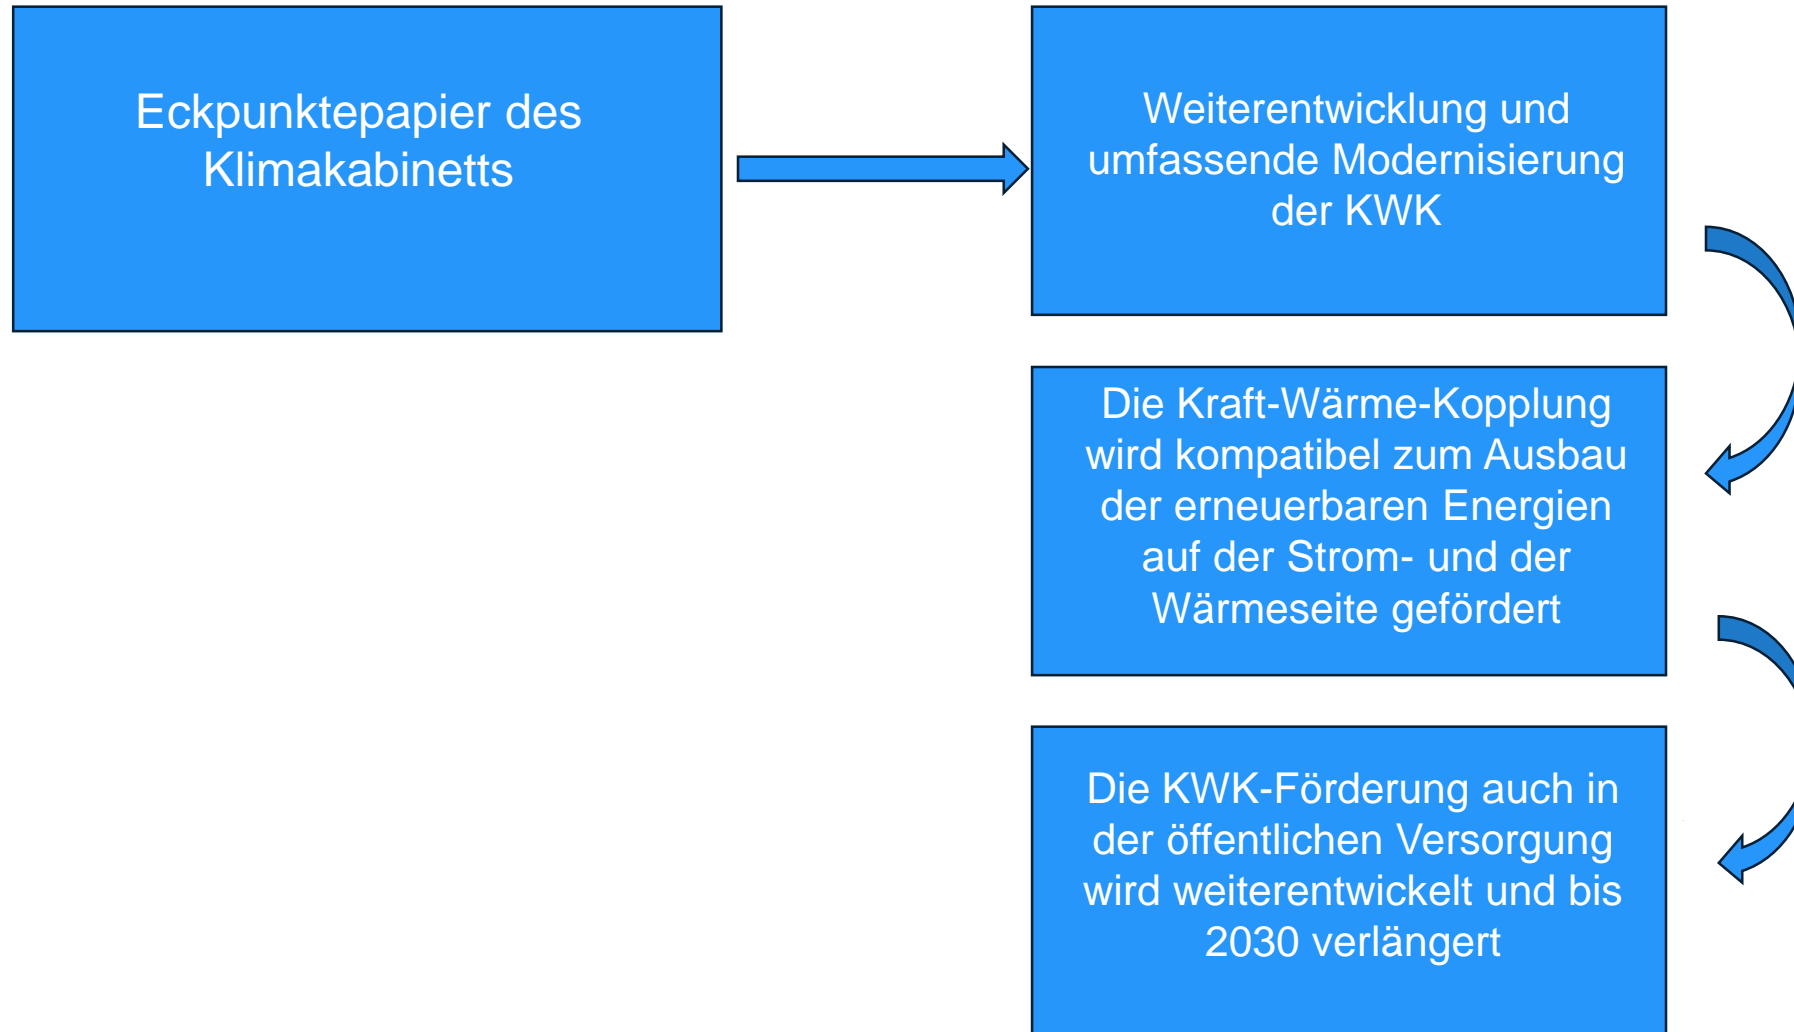 Eckpunktepapier des
Klimakabinetts
Weiterentwicklung und
umfassende Modernisierung
der KWK
Die Kraft-Wärme-Kopplung
wird kompatibel zum Ausbau
der erneuerbaren Energien
auf der Strom- und der
Wärmeseite gefördert
Die KWK-Förderung auch in
der öffentlichen Versorgung
wird weiterentwickelt und bis
2030 verlängert